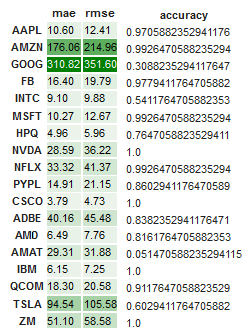 mae rmse accuracy
AAPL 10.60 12.41 0.9705882352941176
AMZN 176.06 214.96 0.9926470588235294
GOOG 310.82 351.60 0.3088235294117647
FB 16.40 19.79 0.9779411764705882
INTC 9.10 9.88 0.5411764705882353
MSFT 10.27 12.67 0.9926470588235294
HPQ 4.96 5.96 0.7647058823529411
NVDA 28.59 36.22 1.0
NFLX 33.32 41.37 0.9926470588235294
PYPL 14.91 21.15 0.8602941176470589
CSCO 3.79 4.73 1.0
ADBE 40.16 45.48 0.8382352941176471
AMD 6.49 7.76 0.8161764705882353
AMAT 29.31 31.88 0.051470588235294115
IBM 6.15 7.25 1.0
QCOM 18.30 20.58 0.9117647058823529
TSLA 94.54 105.58 0.6029411764705882
ZM 51.10 58.58 1.0